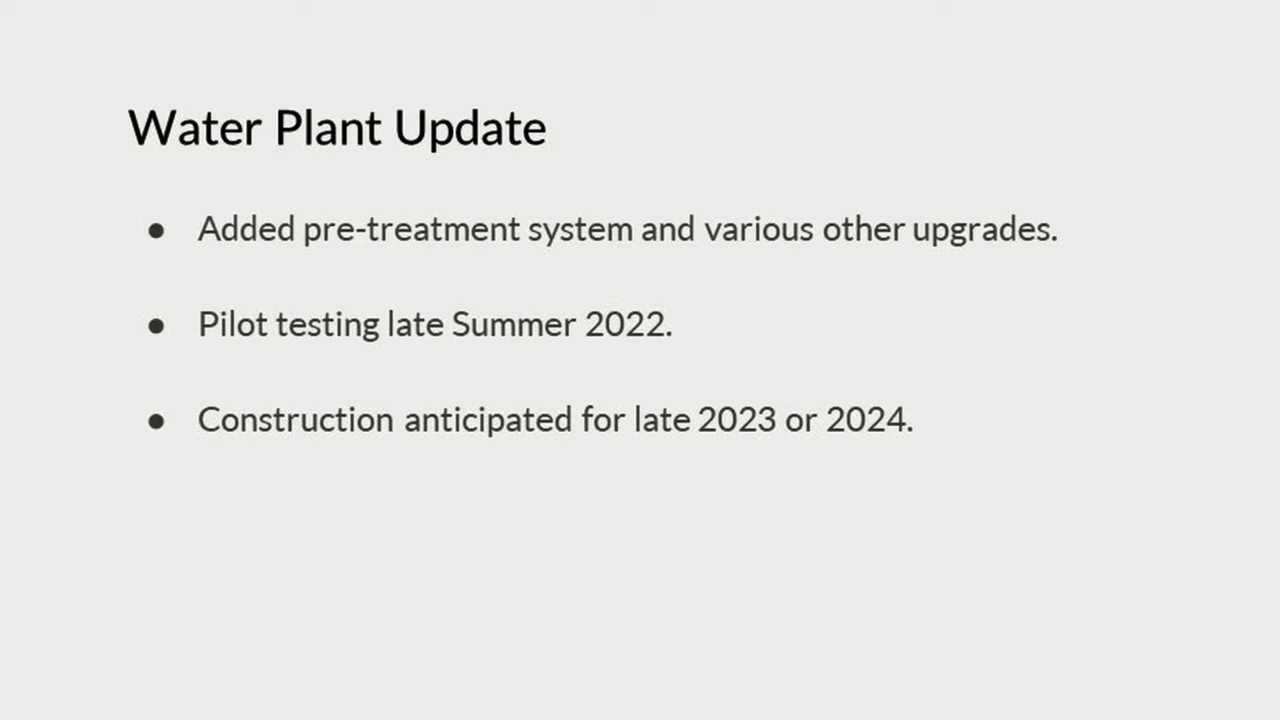 Water Plant Update
● Added pre-treatment system and various other upgrades.
● Pilot testing late Summer 2022.
● Construction anticipated for late 2023 or 2024.